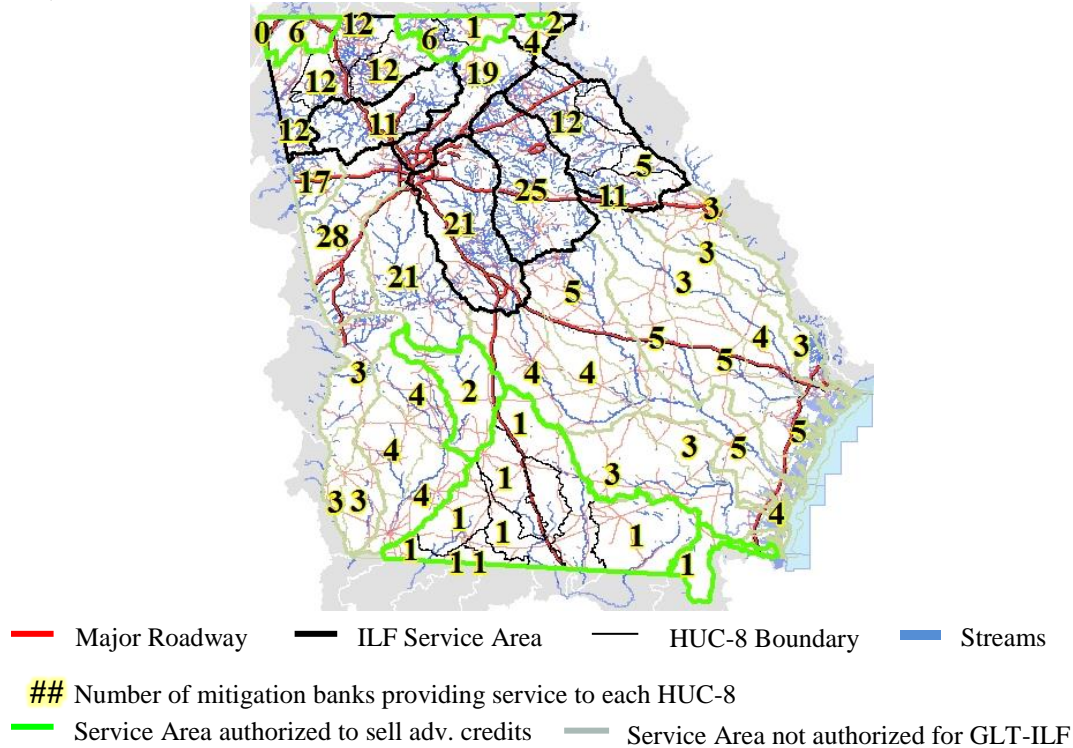 0 6 12 6 1 2
4
12 12 19
12 11 12
5
17 25 11
3
28 21
3
21 3
5
5 4 3
5
3 4 4
4 2
1 5
4 3 5
1 3
3 3 4
1 1 1 4
1 1 1 1
Major Roadway ILF Service Area HUC-8 Boundary Streams
## Number of mitigation banks providing service to each HUC-8
Service Area authorized to sell adv. credits Service Area not authorized for GLT-ILF